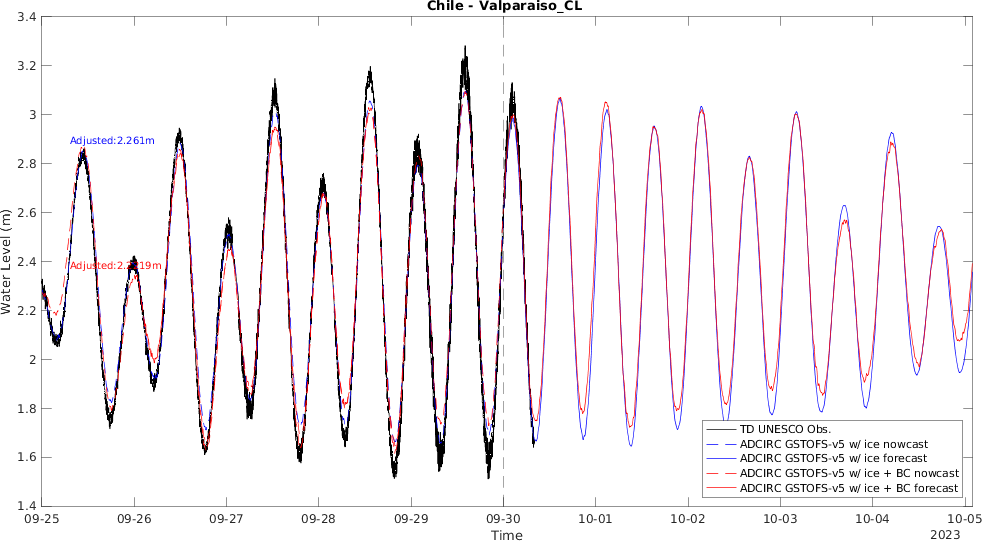 Chile - Valparaiso_CL
3.4
3.2
3
2.8
2.6
2.4
2.2
2
1.8
1.6
1.4
Water Level (m)
Adjusted:2.261m
TD UNESCO Obs.
ADCIRC GSTOFS-v5 w/ ice nowcast
ADCIRC GSTOFS-v5 w/ ice forecast
ADCIRC GSTOFS-v5 w/ ice + BC nowcast
ADCIRC GSTOFS-v5 w/ ice + BC forecast
09-25
09-26
09-27
09-28
09-29
09-30
10-01
10-02
10-03
10-04
10-05
Time
2023